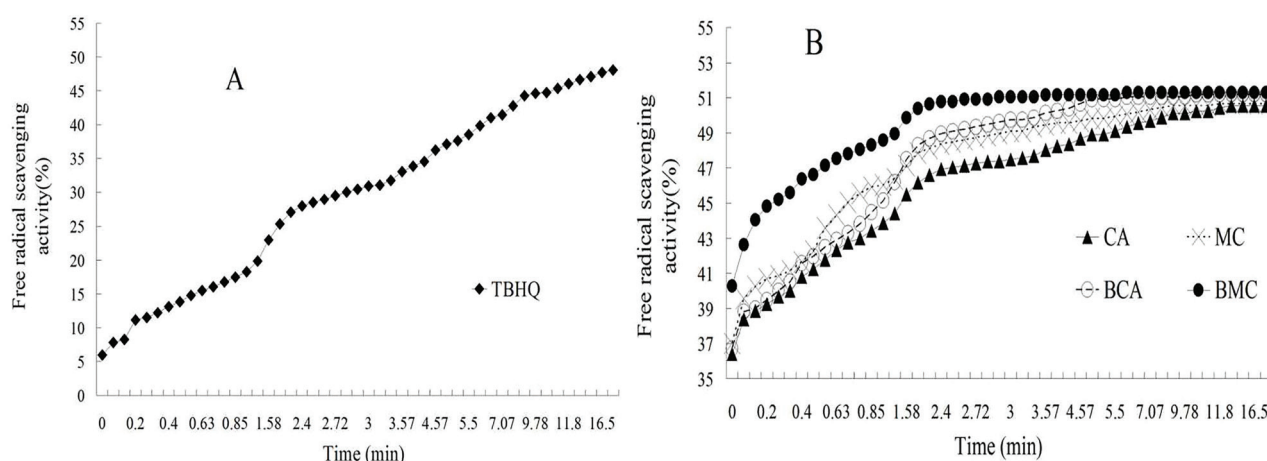 A
Free radical scavenging
activity(%)
55
50
45
40
35
30
25
20
15
10
5
0
TBHQ
0 0.2 0.4 0.63 0.85 1.58 2.4 2.72 3 3.57 4.57 5.5 7.07 9.78 11.8 16.5
Time (min)
B
Free radical scavenging
activity(%)
55
53
51
49
47
45
43
41
39
37
35
CA MC
BCA BMC
0 0.2 0.4 0.63 0.85 1.58 2.4 2.72 3 3.57 4.57 5.5 7.07 9.78 11.8 16.5
Time (min)